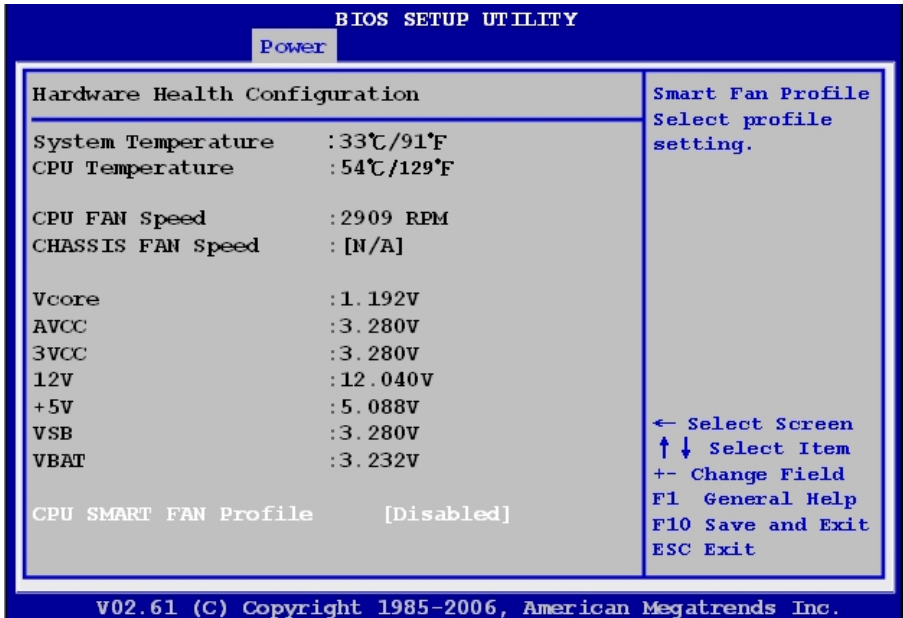 BIOS SETUP UTILITY
Power
Hardware Health Configuration
System Temperature :33℃/91°F
CPU Temperature :54℃/129°F
CPU FAN Speed :2909 RPM
CHASSIS FAN Speed :[N/A]
Vcore :1.192V
AVCC :3.280V
3VCC :3.280V
12V :12.040V
+5V :5.088V
VSB :3.280V
VBAT :3.232V
CPU SMART FAN Profile [Disabled]
Smart Fan Profile
Select profile
setting.
← Select Screen
↑↓ Select Item
+- Change Field
F1 General Help
F10 Save and Exit
ESC Exit
V02.61 (C) Copyright 1985-2006, American Megatrends Inc.